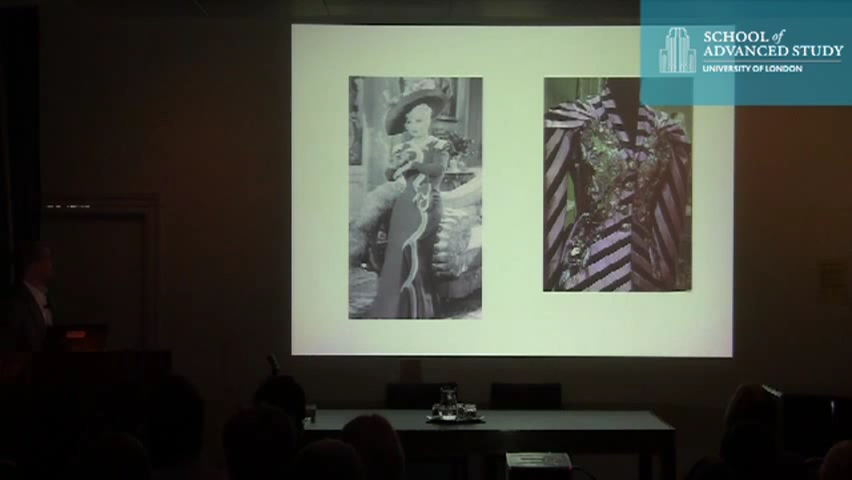 SCHOOL of
ADVANCED STUDY
UNIVERSITY OF LONDON